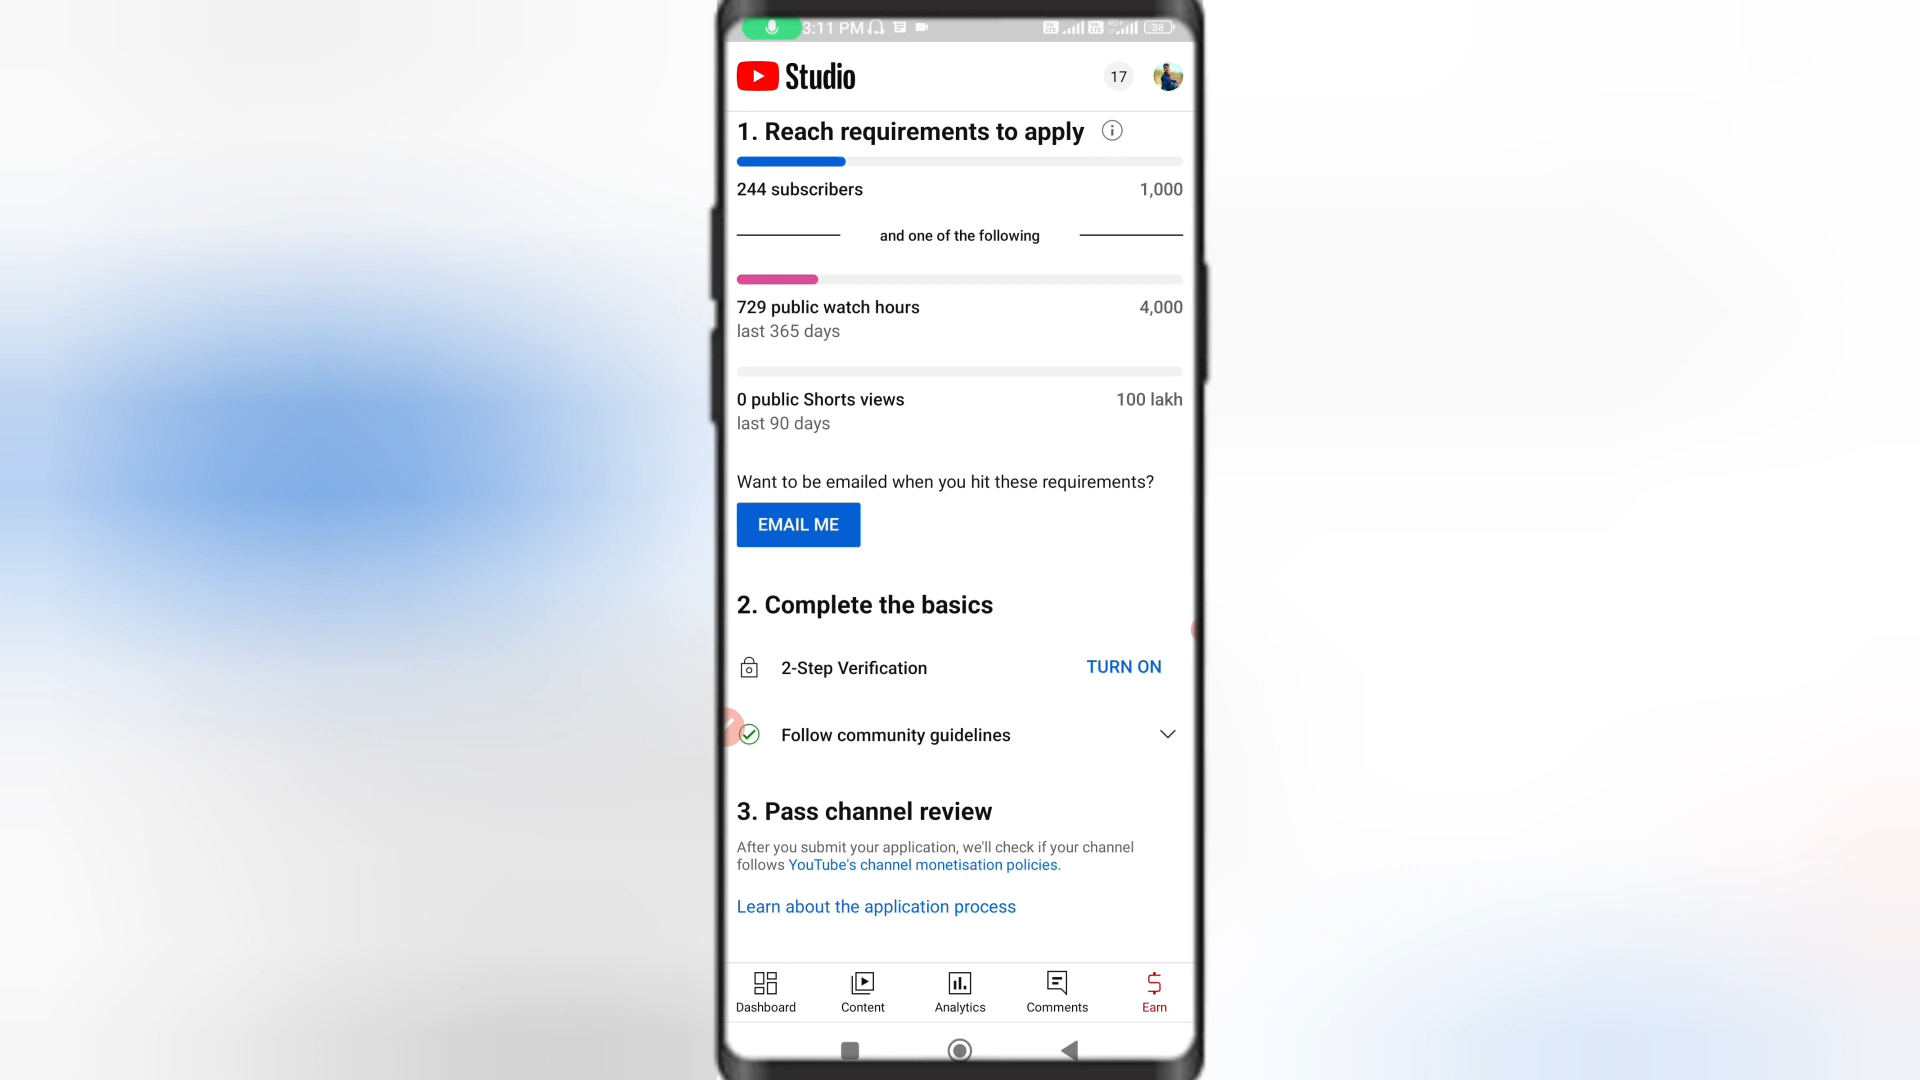 3:11 PM
4G+
38
Studio
17
1. Reach requirements to apply
244 subscribers
1,000
and one of the following
729 public watch hours
4,000
last 365 days
0 public Shorts views
100 lakh
last 90 days
Want to be emailed when you hit these requirements?
EMAIL ME
2. Complete the basics
2-Step Verification
TURN ON
Follow community guidelines
3. Pass channel review
After you submit your application, we'll check if your channel
follows YouTube's channel monetisation policies.
Learn about the application process
Dashboard
Content
Analytics
Comments
Earn